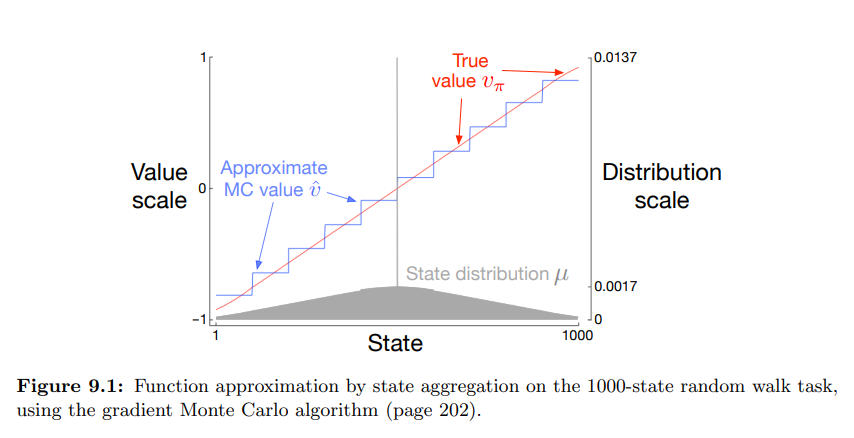 1
0.0137
True
value vπ
Value
scale
Approximate
MC value v̂
0
Distribution
scale
State distribution μ
0.0017
−1
0
1
State
1000
Figure 9.1: Function approximation by state aggregation on the 1000-state random walk task,
using the gradient Monte Carlo algorithm (page 202).